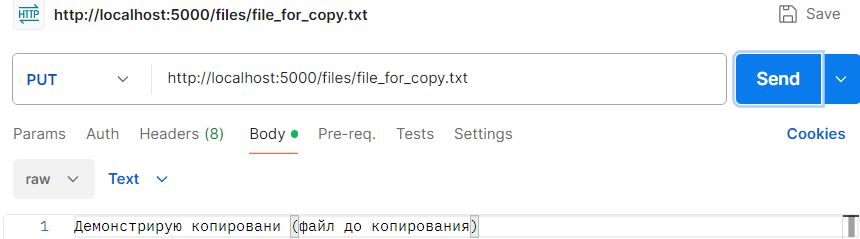 HTTP http://localhost:5000/files/file_for_copy.txt Save
PUT http://localhost:5000/files/file_for_copy.txt Send
Params Auth Headers (8) Body Pre-req. Tests Settings Cookies
raw Text
1 Демонстрирую копировани (файл до копирования)